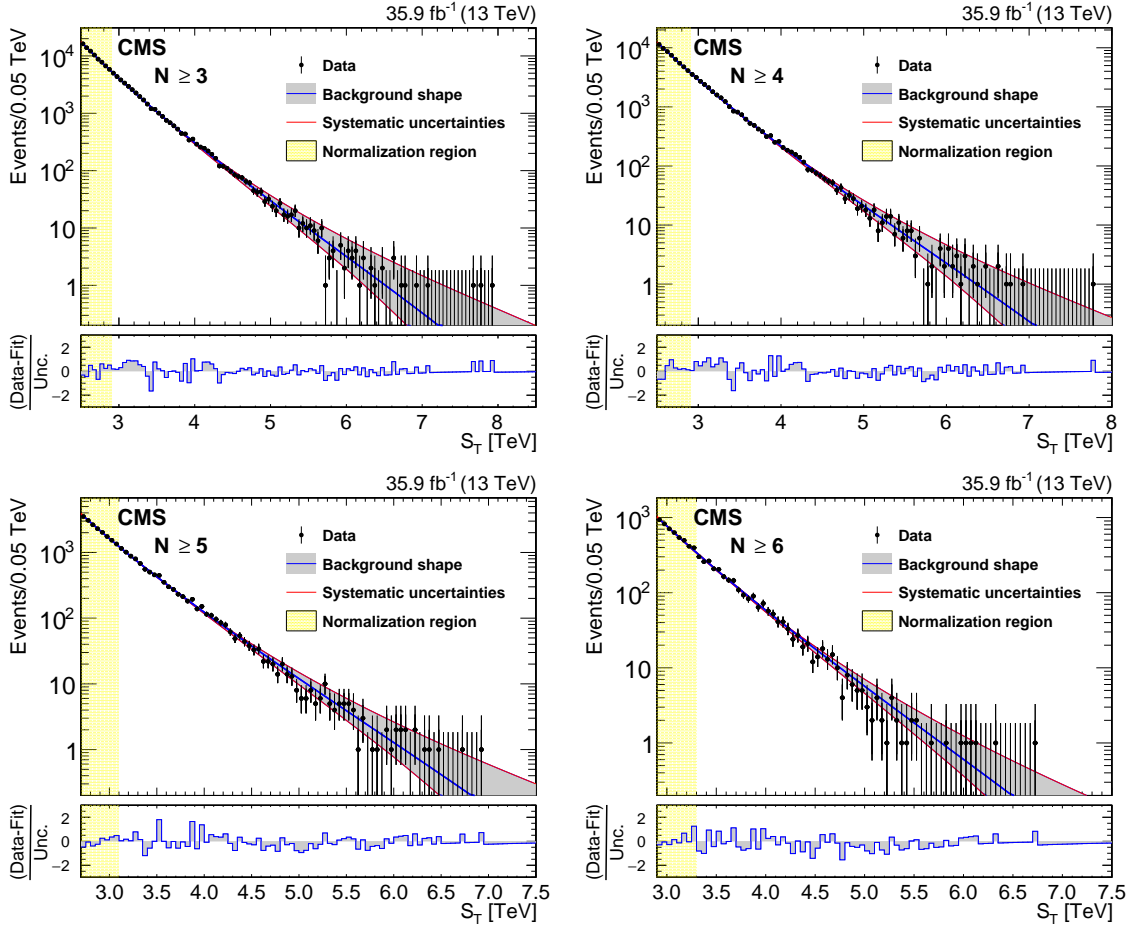 35.9 fb⁻¹ (13 TeV)
CMS
N ≥ 3
Data
Background shape
Systematic uncertainties
Normalization region
Events/0.05 TeV
10⁴
10³
10²
10
1
(Data-Fit)
Unc.
2
0
−2
3 4 5 6 7 8
S_T [TeV]
35.9 fb⁻¹ (13 TeV)
CMS
N ≥ 4
Data
Background shape
Systematic uncertainties
Normalization region
Events/0.05 TeV
10⁴
10³
10²
10
1
(Data-Fit)
Unc.
2
0
−2
3 4 5 6 7 8
S_T [TeV]
35.9 fb⁻¹ (13 TeV)
CMS
N ≥ 5
Data
Background shape
Systematic uncertainties
Normalization region
Events/0.05 TeV
10³
10²
10
1
(Data-Fit)
Unc.
2
0
−2
3.0 3.5 4.0 4.5 5.0 5.5 6.0 6.5 7.0 7.5
S_T [TeV]
35.9 fb⁻¹ (13 TeV)
CMS
N ≥ 6
Data
Background shape
Systematic uncertainties
Normalization region
Events/0.05 TeV
10³
10²
10
1
(Data-Fit)
Unc.
2
0
−2
3.0 3.5 4.0 4.5 5.0 5.5 6.0 6.5 7.0 7.5
S_T [TeV]